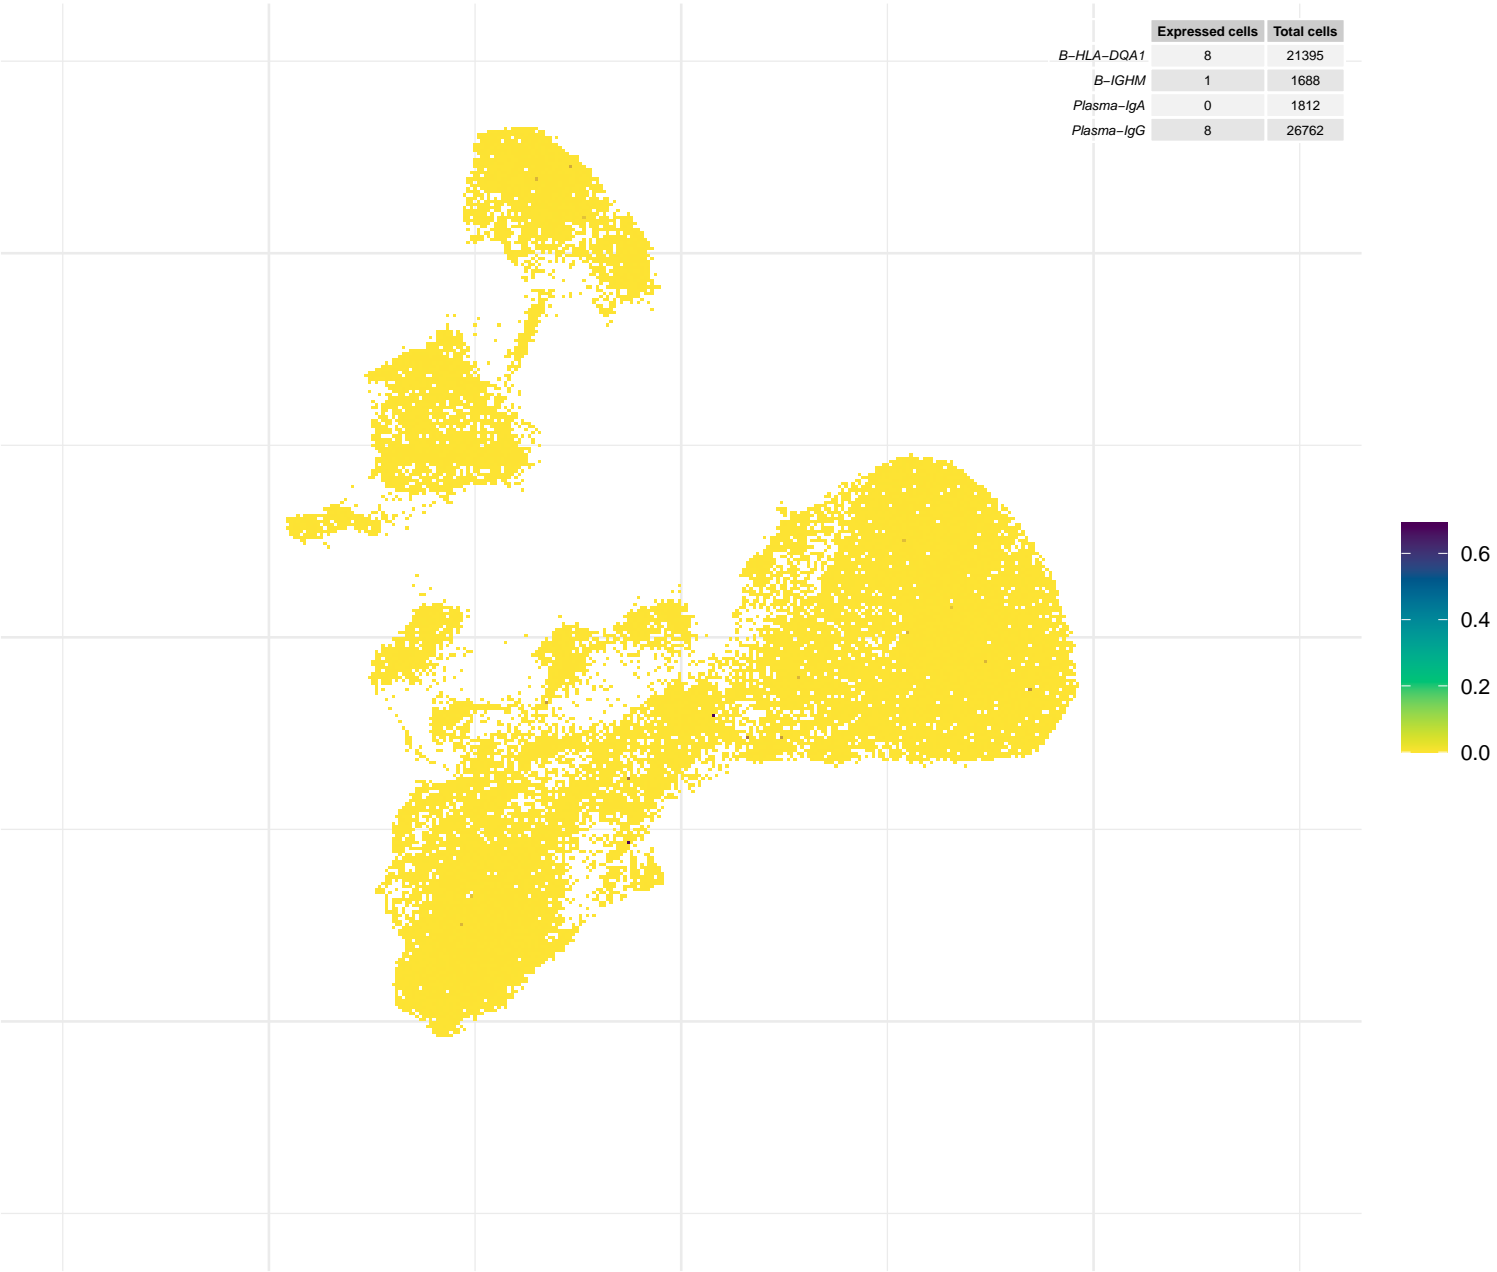 Expressed cells Total cells
B−HLA−DQA1 8 21395
B−IGHM 1 1688
Plasma−IgA 0 1812
Plasma−IgG 8 26762
0.6
0.4
0.2
0.0